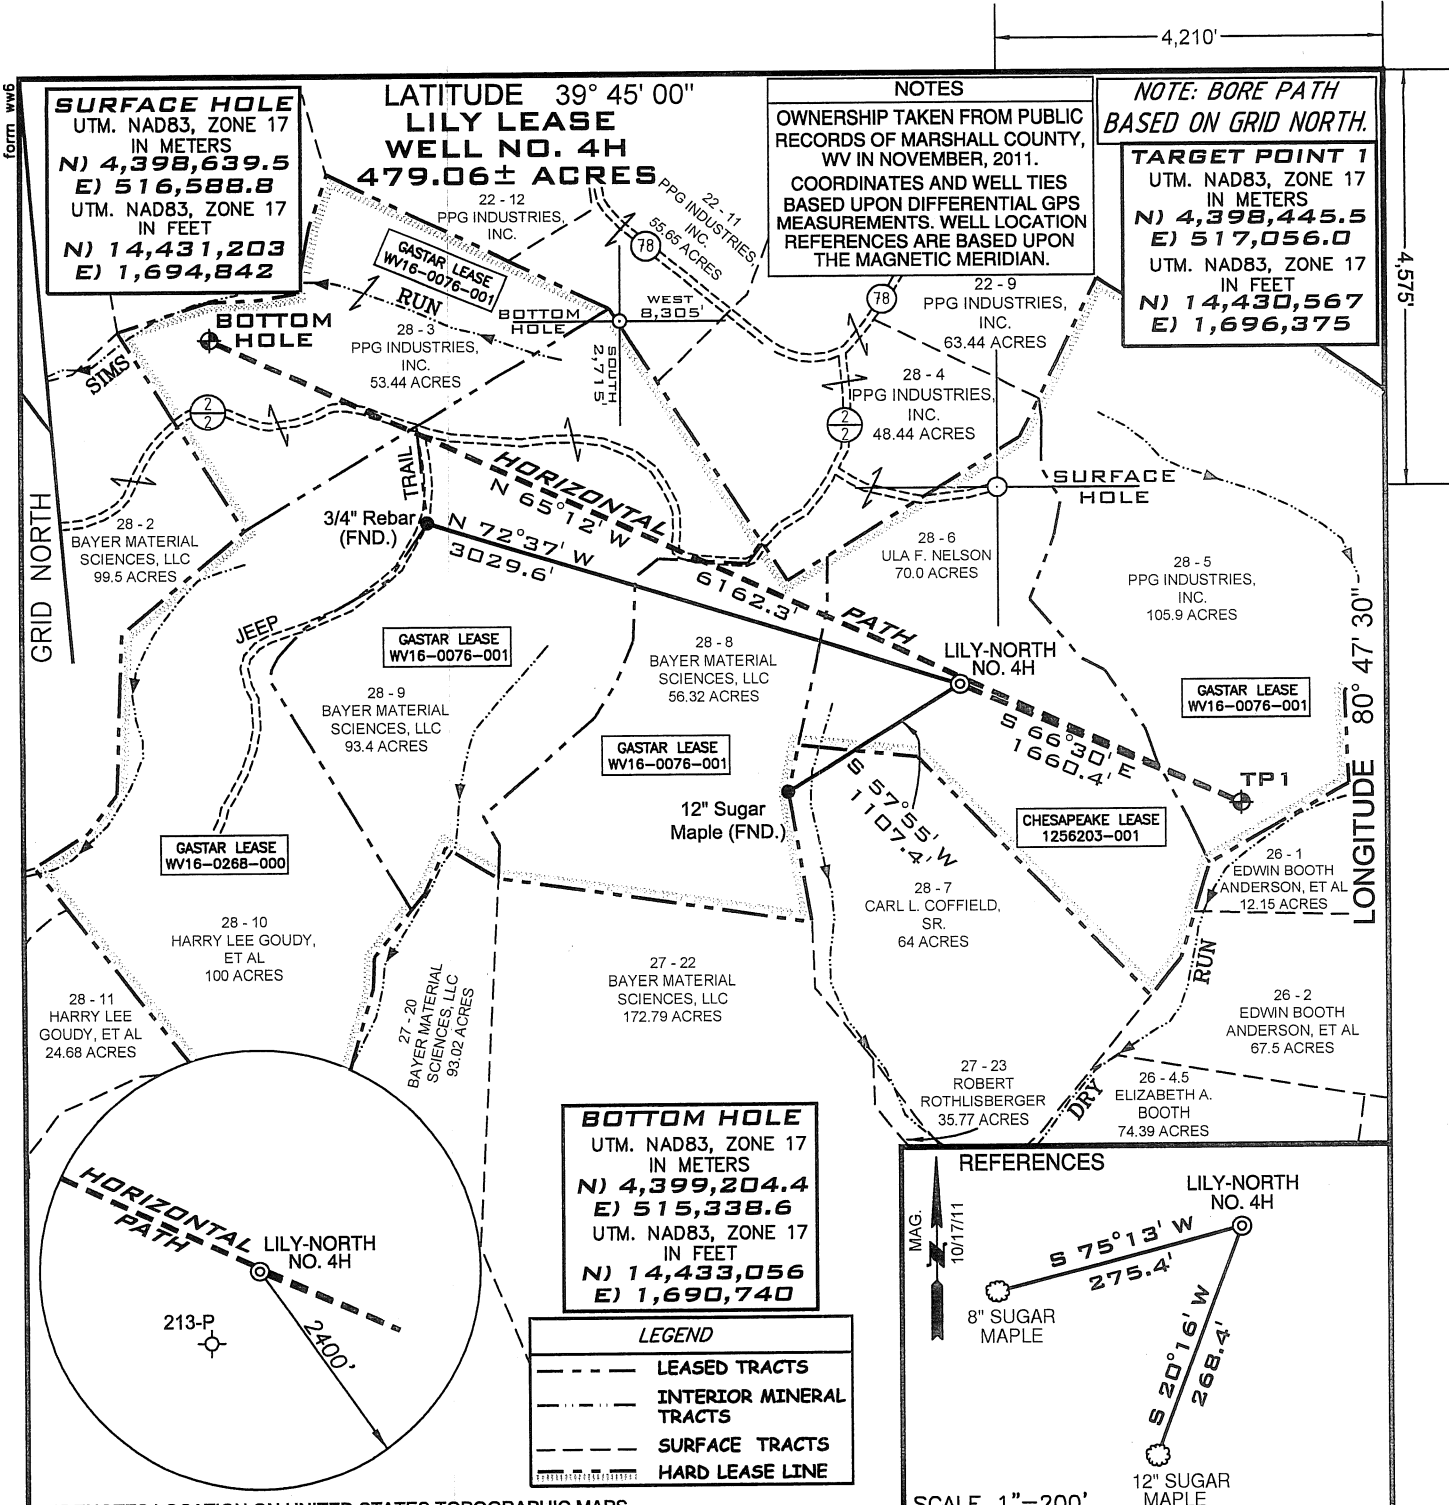 4,210'
form ww6
SURFACE HOLE
UTM. NAD83, ZONE 17
IN METERS
N) 4,398,639.5
E) 516,588.8
UTM. NAD83, ZONE 17
IN FEET
N) 14,431,203
E) 1,694,842
LATITUDE 39° 45' 00"
LILY LEASE
WELL NO. 4H
479.06± ACRES
NOTES
OWNERSHIP TAKEN FROM PUBLIC
RECORDS OF MARSHALL COUNTY,
WV IN NOVEMBER, 2011.
COORDINATES AND WELL TIES
BASED UPON DIFFERENTIAL GPS
MEASUREMENTS. WELL LOCATION
REFERENCES ARE BASED UPON
THE MAGNETIC MERIDIAN.
NOTE: BORE PATH
BASED ON GRID NORTH.
TARGET POINT 1
UTM. NAD83, ZONE 17
IN METERS
N) 4,398,445.5
E) 517,056.0
UTM. NAD83, ZONE 17
IN FEET
N) 14,430,567
E) 1,696,375
4,575'
22 - 12
PPG INDUSTRIES,
INC.
22 - 11
PPG INDUSTRIES,
INC.
55.65 ACRES
78
GASTAR LEASE
WV16-0076-001
RUN
BOTTOM
HOLE
WEST
8,305'
SOUTH
2,715'
78
22 - 9
PPG INDUSTRIES,
INC.
63.44 ACRES
BOTTOM
HOLE
28 - 3
PPG INDUSTRIES,
INC.
53.44 ACRES
SIMS
28 - 4
PPG INDUSTRIES,
INC.
48.44 ACRES
2
2
2
2
TRAIL
HORIZONTAL
N 65°12' W
6162.3'
PATH
SURFACE
HOLE
GRID NORTH
28 - 2
BAYER MATERIAL
SCIENCES, LLC
99.5 ACRES
3/4" Rebar
(FND.)
N 72°37' W
3029.6'
28 - 6
ULA F. NELSON
70.0 ACRES
28 - 5
PPG INDUSTRIES,
INC.
105.9 ACRES
JEEP
GASTAR LEASE
WV16-0076-001
28 - 8
BAYER MATERIAL
SCIENCES, LLC
56.32 ACRES
LILY-NORTH
NO. 4H
28 - 9
BAYER MATERIAL
SCIENCES, LLC
93.4 ACRES
GASTAR LEASE
WV16-0076-001
GASTAR LEASE
WV16-0076-001
S 66°30' E
1660.4'
TP1
LONGITUDE 80° 47' 30"
12" Sugar
Maple (FND.)
S 57°55' W
1107.4'
CHESAPEAKE LEASE
1256203-001
GASTAR LEASE
WV16-0268-000
26 - 1
EDWIN BOOTH
ANDERSON, ET AL
12.15 ACRES
28 - 7
CARL L. COFFIELD,
SR.
64 ACRES
28 - 10
HARRY LEE GOUDY,
ET AL
100 ACRES
RUN
27 - 22
BAYER MATERIAL
SCIENCES, LLC
172.79 ACRES
27 - 20
BAYER MATERIAL
SCIENCES, LLC
93.02 ACRES
28 - 11
HARRY LEE
GOUDY, ET AL
24.68 ACRES
26 - 2
EDWIN BOOTH
ANDERSON, ET AL
67.5 ACRES
27 - 23
ROBERT
ROTHLISBERGER
35.77 ACRES
DRY
26 - 4.5
ELIZABETH A.
BOOTH
74.39 ACRES
BOTTOM HOLE
UTM. NAD83, ZONE 17
IN METERS
N) 4,399,204.4
E) 515,338.6
UTM. NAD83, ZONE 17
IN FEET
N) 14,433,056
E) 1,690,740
HORIZONTAL
PATH
LILY-NORTH
NO. 4H
213-P
2400'
LEGEND
LEASED TRACTS
INTERIOR MINERAL
TRACTS
SURFACE TRACTS
HARD LEASE LINE
REFERENCES
MAG.
N
10/17/11
LILY-NORTH
NO. 4H
S 75°13' W
275.4'
8" SUGAR
MAPLE
S 20°16' W
268.4'
12" SUGAR
MAPLE
SCALE 1"=200'
LOCATION ON UNITED STATES TOPOGRAPHIC MAPS